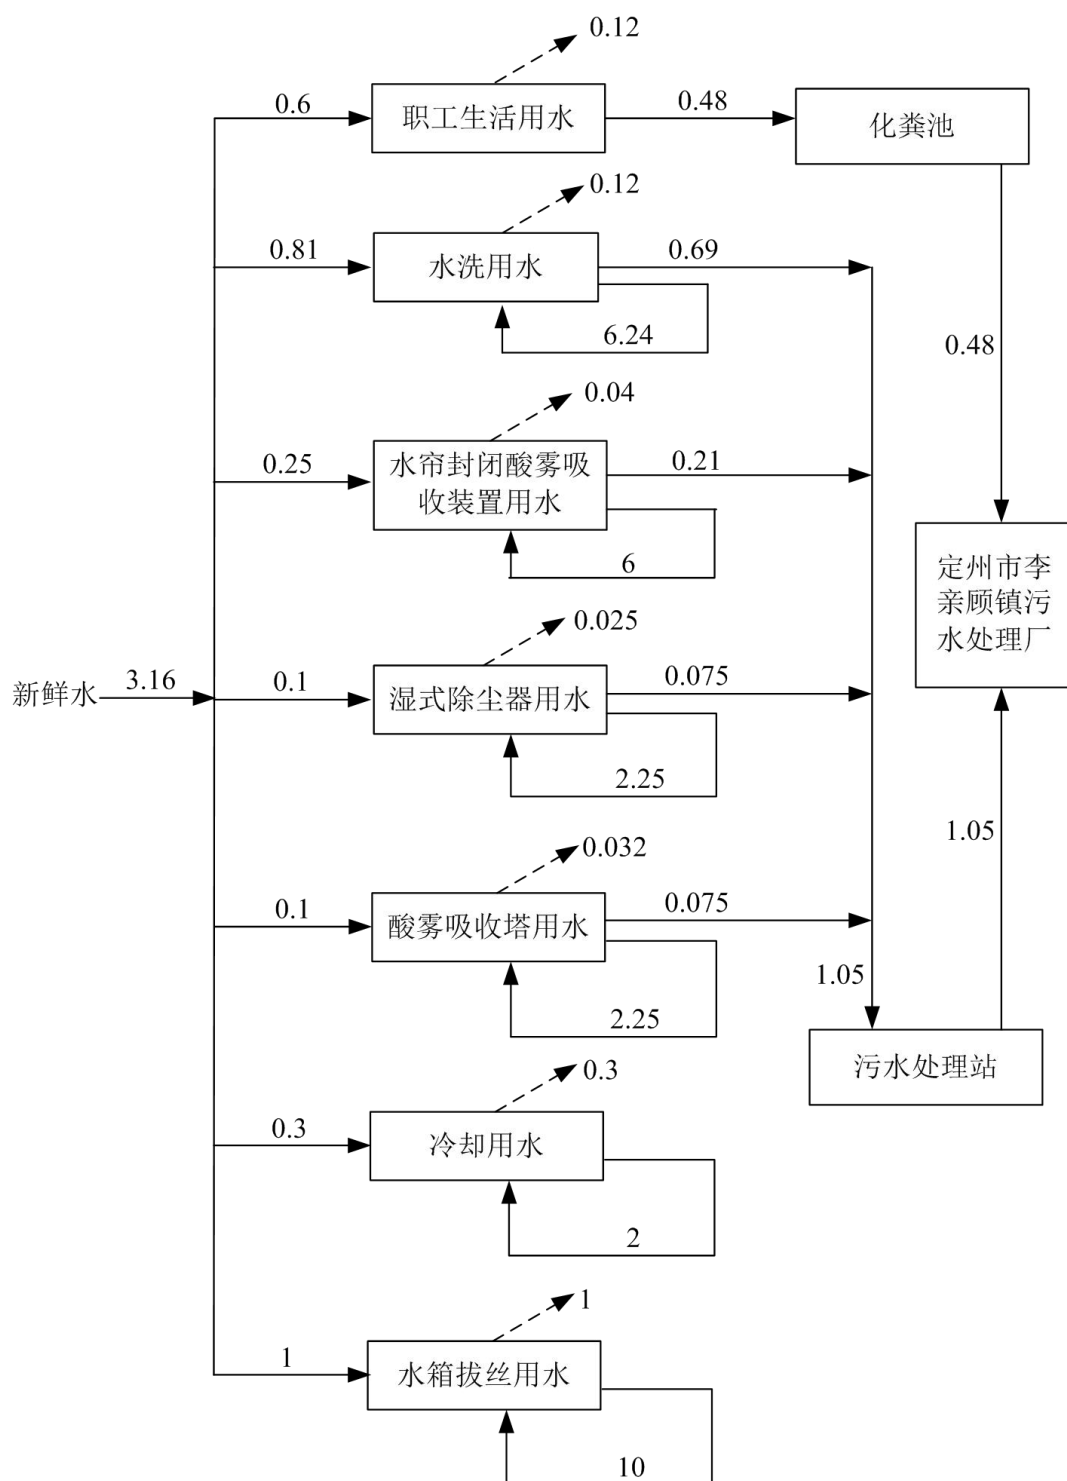 0.12
0.6
职工生活用水
0.48
化粪池
0.12
0.81
水洗用水
0.69
6.24
0.48
0.04
0.25
水帘封闭酸雾吸
收装置用水
0.21
6
定州市李
亲顾镇污
水处理厂
0.025
新鲜水
3.16
0.1
湿式除尘器用水
0.075
2.25
1.05
0.032
0.1
酸雾吸收塔用水
0.075
2.25
1.05
污水处理站
0.3
0.3
冷却用水
2
1
1
水箱拔丝用水
10